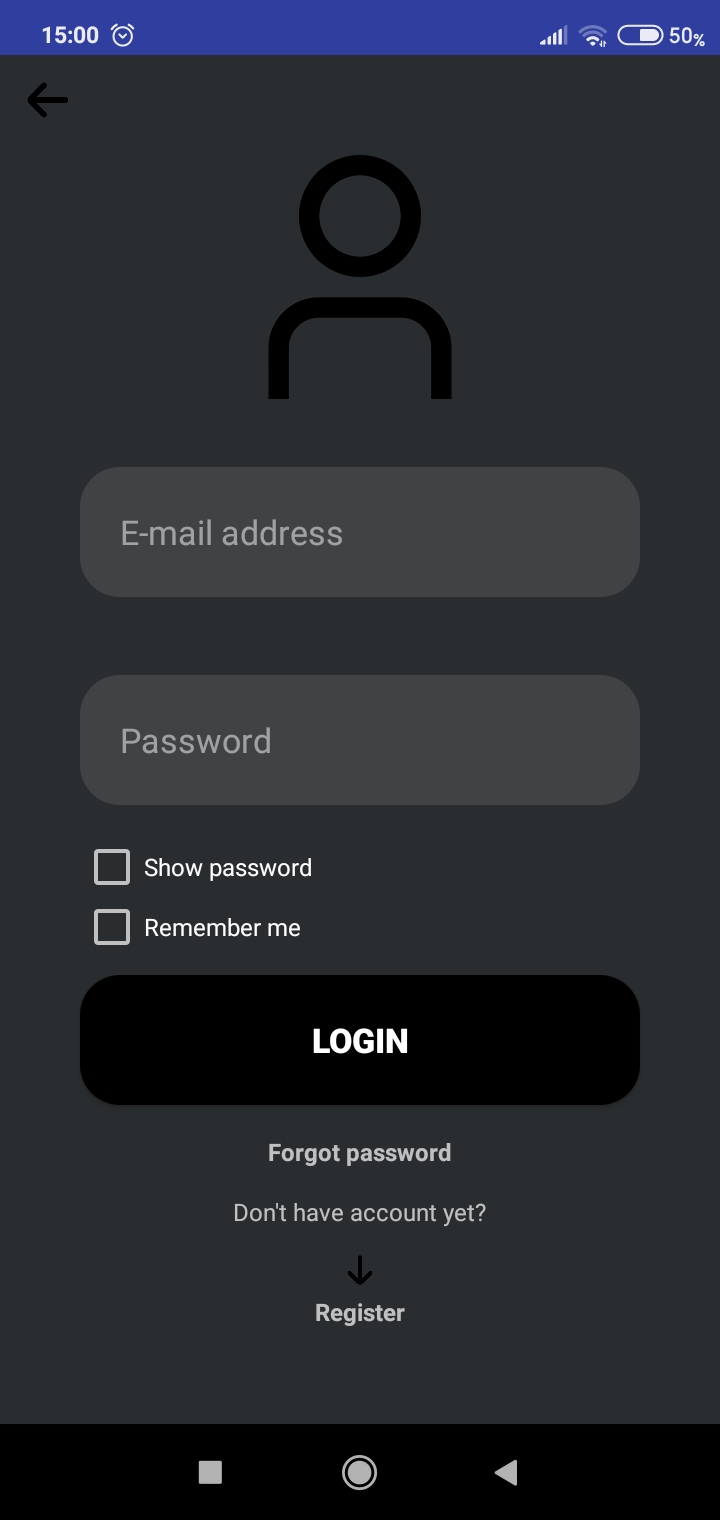 15:00 50%
E-mail address
Password
Show password
Remember me
LOGIN
Forgot password
Don't have account yet?
Register